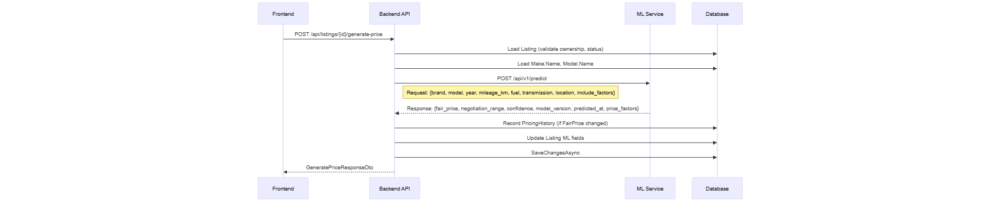 Frontend
Backend API
ML Service
Database
POST /api/listings/{id}/generate-price
Load Listing (validate ownership, status)
Load Make.Name, Model.Name
POST /api/v1/predict
Request: {brand, model, year, mileage_km, fuel, transmission, location, include_factors}
Response: {fair_price, negotiation_range, confidence, model_version, predicted_at, price_factors}
Record PricingHistory (if FairPrice changed)
Update Listing ML fields
SaveChangesAsync
GeneratePriceResponseDto
Frontend
Backend API
ML Service
Database